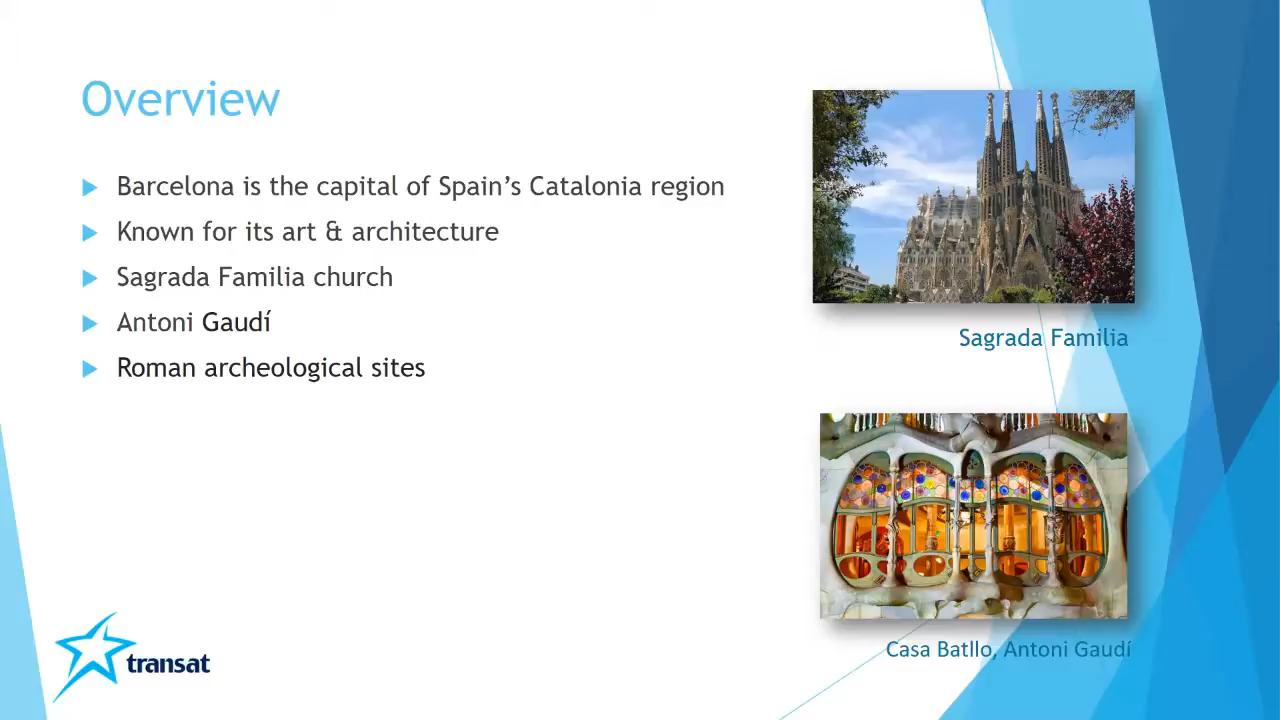 Overview
Barcelona is the capital of Spain's Catalonia region
Known for its art & architecture
Sagrada Familia church
Antoni Gaudí
Roman archeological sites
Sagrada Familia
Casa Batllo, Antoni Gaudí
transat